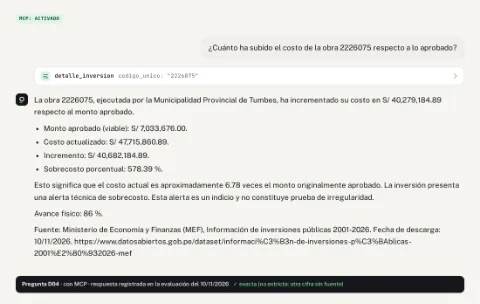 MCP: ACTIVADO
¿Cuánto ha subido el costo de la obra 2226075 respecto a lo aprobado?
detalle_inversion codigo_unico: "2226075"
La obra 2226075, ejecutada por la Municipalidad Provincial de Tumbes, ha incrementado su costo en S/ 40,279,184.89
respecto al monto aprobado.
• Monto aprobado (viable): S/ 7,033,676.00.
• Costo actualizado: S/ 47,715,860.89.
• Incremento: S/ 40,682,184.89.
• Sobrecosto porcentual: 578.39 %.
Esto significa que el costo actual es aproximadamente 6.78 veces el monto originalmente aprobado. La inversión presenta
una alerta técnica de sobrecosto. Esta alerta es un indicio y no constituye prueba de irregularidad.
Avance físico: 86 %.
Fuente: Ministerio de Economía y Finanzas (MEF), Información de inversiones públicas 2001-2026. Fecha de descarga:
10/11/2026. https://www.datosabiertos.gob.pe/dataset/informaci%C3%B3n-de-inversiones-p%C3%BAblicas-
2001%E2%80%932026-mef
Pregunta D04 · con MCP · respuesta registrada en la evaluación del 10/11/2026 ✓ exacta (no estricta: otra cifra sin fuente)